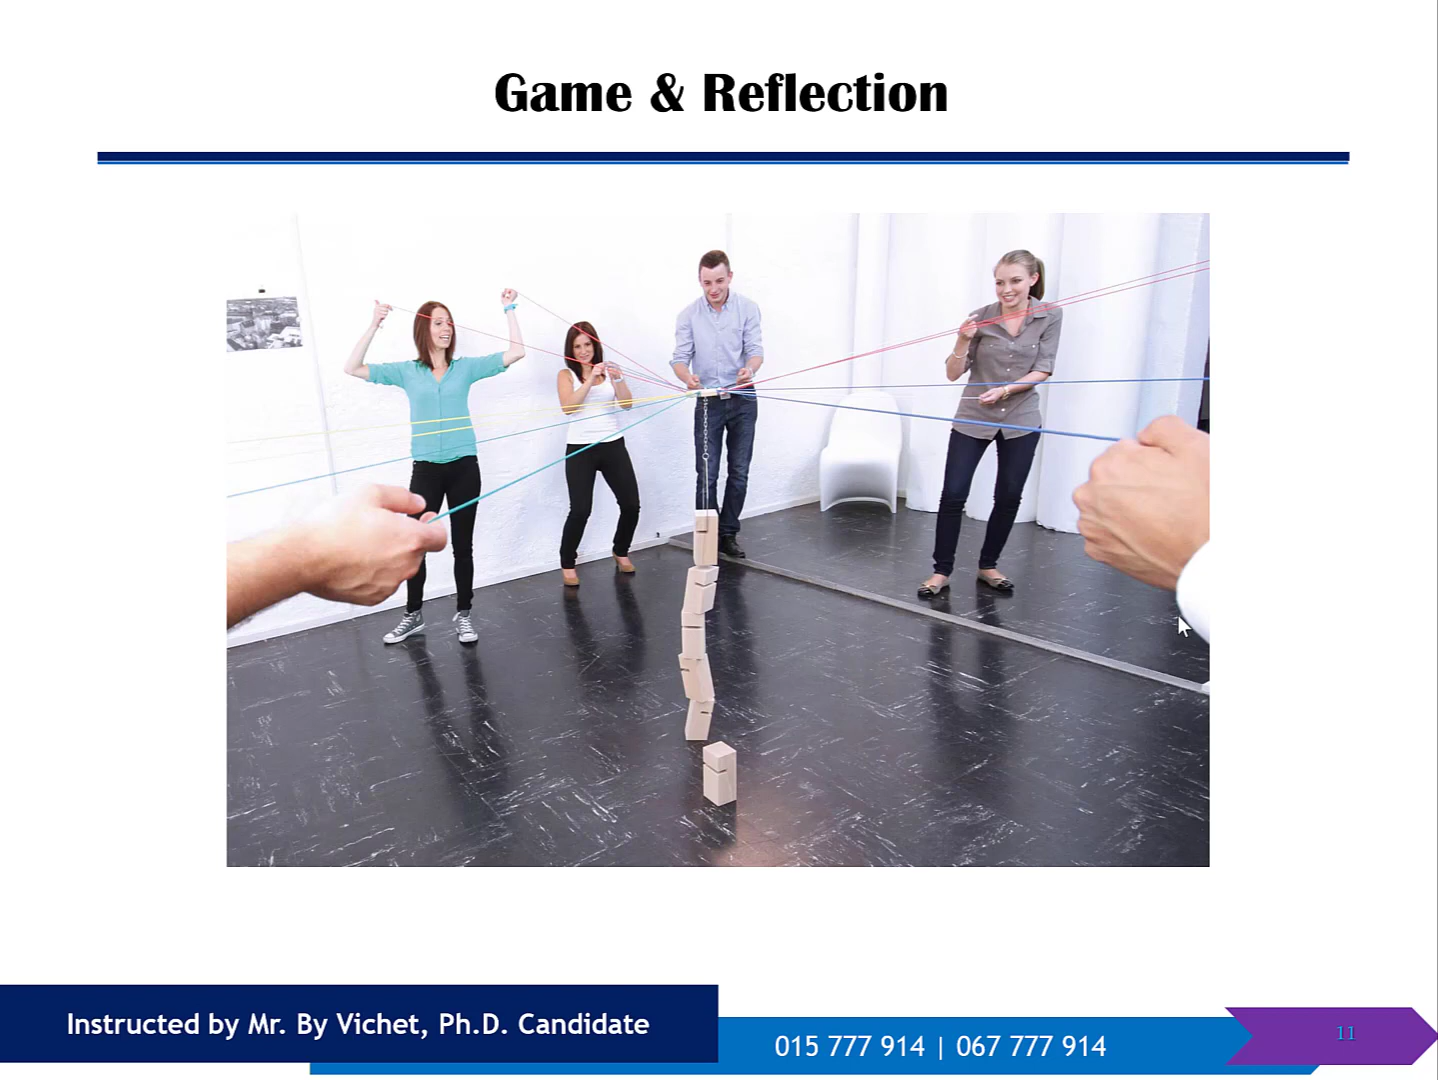 Game & Reflection
Instructed by Mr. By Vichet, Ph.D. Candidate
015 777 914 | 067 777 914
11